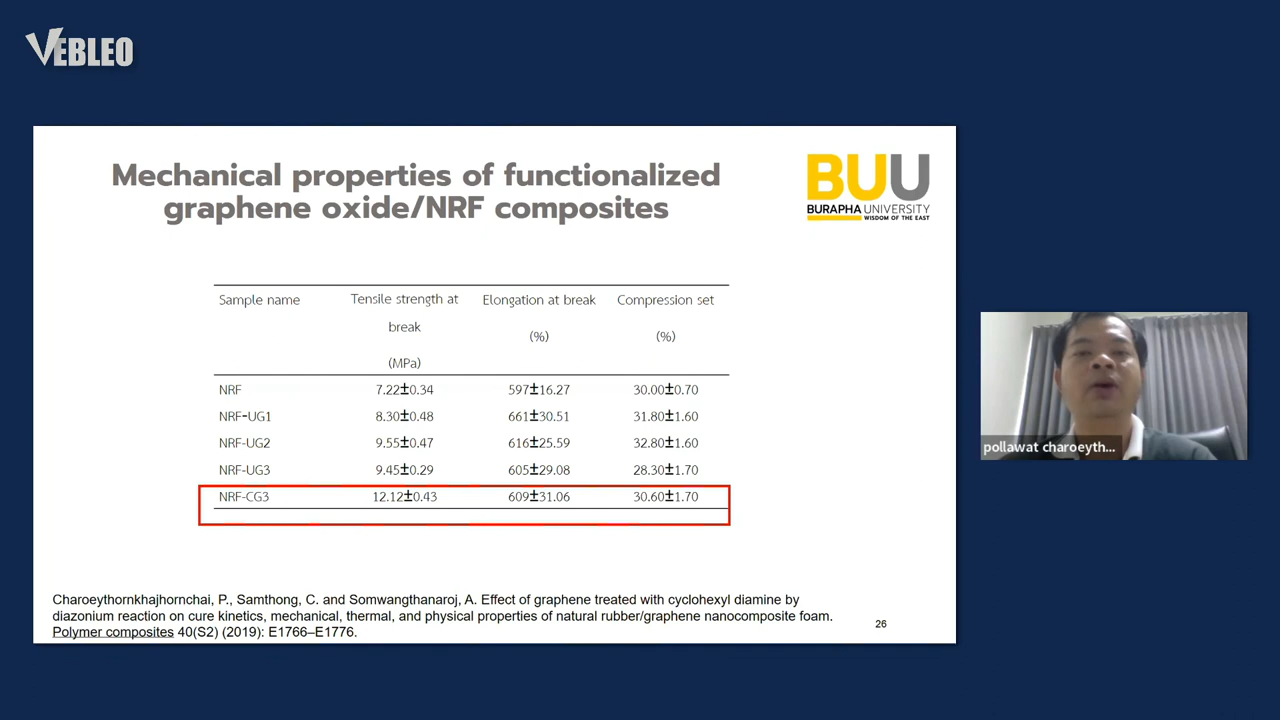 VEBLEO
Mechanical properties of functionalized
graphene oxide/NRF composites
BUU
BURAPHA UNIVERSITY
WISDOM OF THE EAST
Sample name Tensile strength at Elongation at break Compression set
break (%) (%)
(MPa)
NRF 7.22±0.34 597±16.27 30.00±0.70
NRF-UG1 8.30±0.48 661±30.51 31.80±1.60
NRF-UG2 9.55±0.47 616±25.59 32.80±1.60
NRF-UG3 9.45±0.29 605±29.08 28.30±1.70
NRF-CG3 12.12±0.43 609±31.06 30.60±1.70
Charoeythornkhajhornchai, P., Samthong, C. and Somwangthanaroj, A. Effect of graphene treated with cyclohexyl diamine by
diazonium reaction on cure kinetics, mechanical, thermal, and physical properties of natural rubber/graphene nanocomposite foam.
Polymer composites 40(S2) (2019): E1766–E1776.
26
pollawat charoeyth...